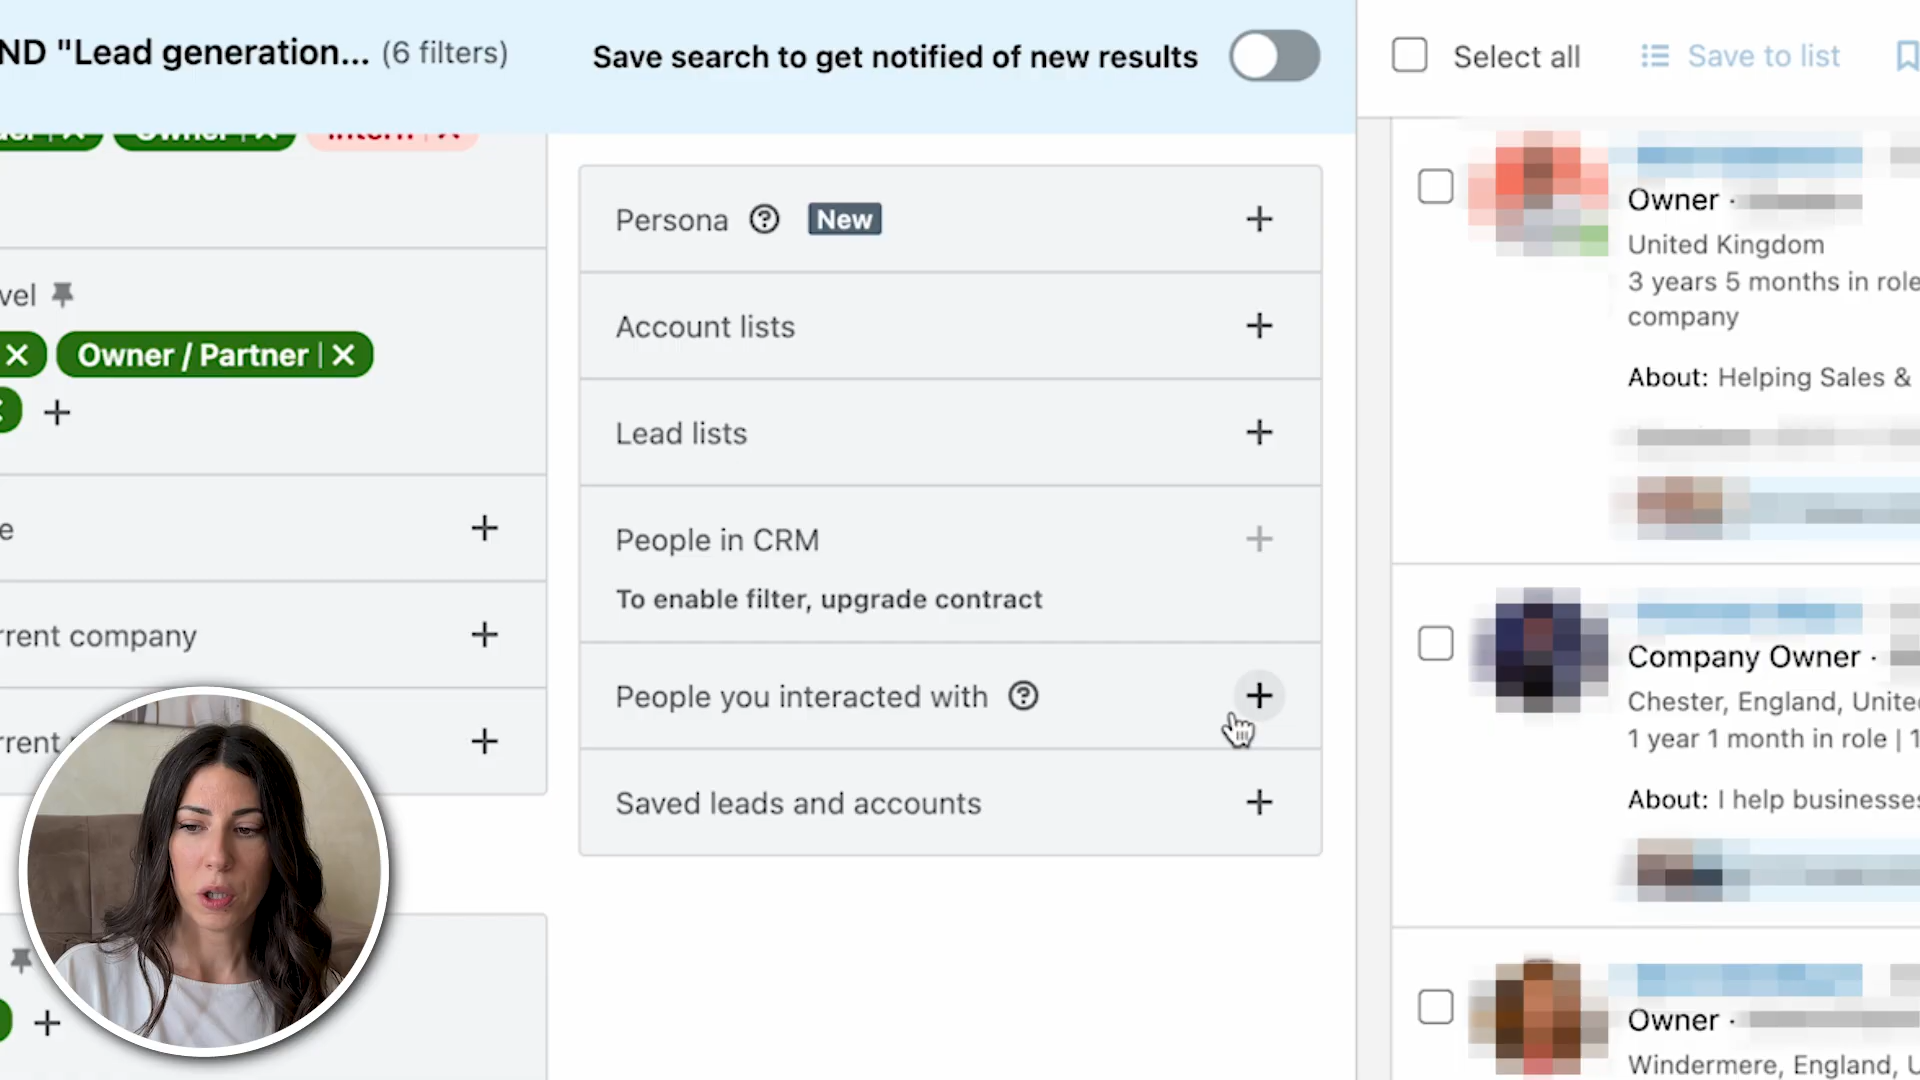 ND "Lead generation... (6 filters)
Save search to get notified of new results
Select all
Save to list
Owner
Intern
vel
Owner / Partner
e
rrent company
rrent
Persona New
Account lists
Lead lists
People in CRM
To enable filter, upgrade contract
People you interacted with
Saved leads and accounts
Owner ·
United Kingdom
3 years 5 months in role
company
About: Helping Sales &
Company Owner ·
Chester, England, Unite
1 year 1 month in role | 1
About: I help businesses
Owner ·
Windermere, England, U